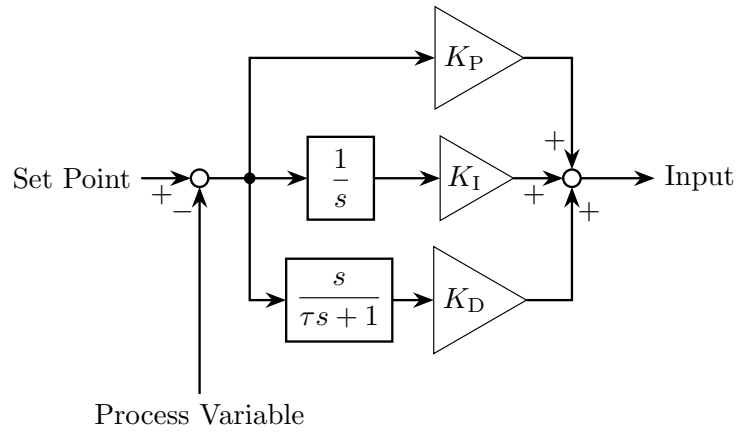 K_P
+
Set Point
+
−
1
s
K_I
+
Input
+
s
τs + 1
K_D
Process Variable